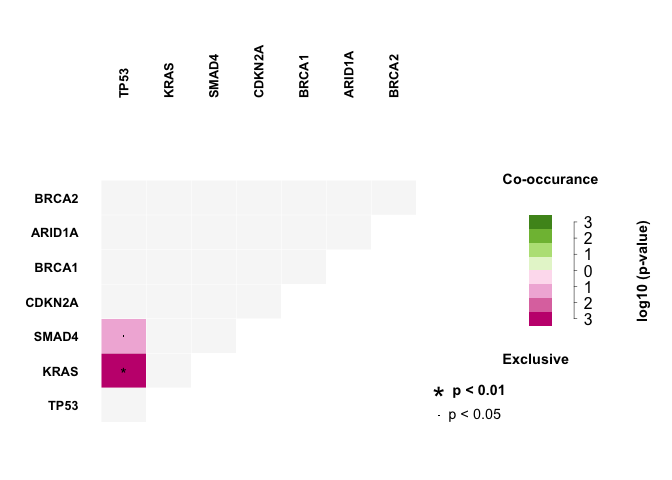 TP53 KRAS SMAD4 CDKN2A BRCA1 ARID1A BRCA2
BRCA2
ARID1A
BRCA1
CDKN2A
SMAD4 ·
KRAS *
TP53
Co-occurance
3
2
1
0
1
2
3
log10 (p-value)
Exclusive
* p < 0.01
· p < 0.05